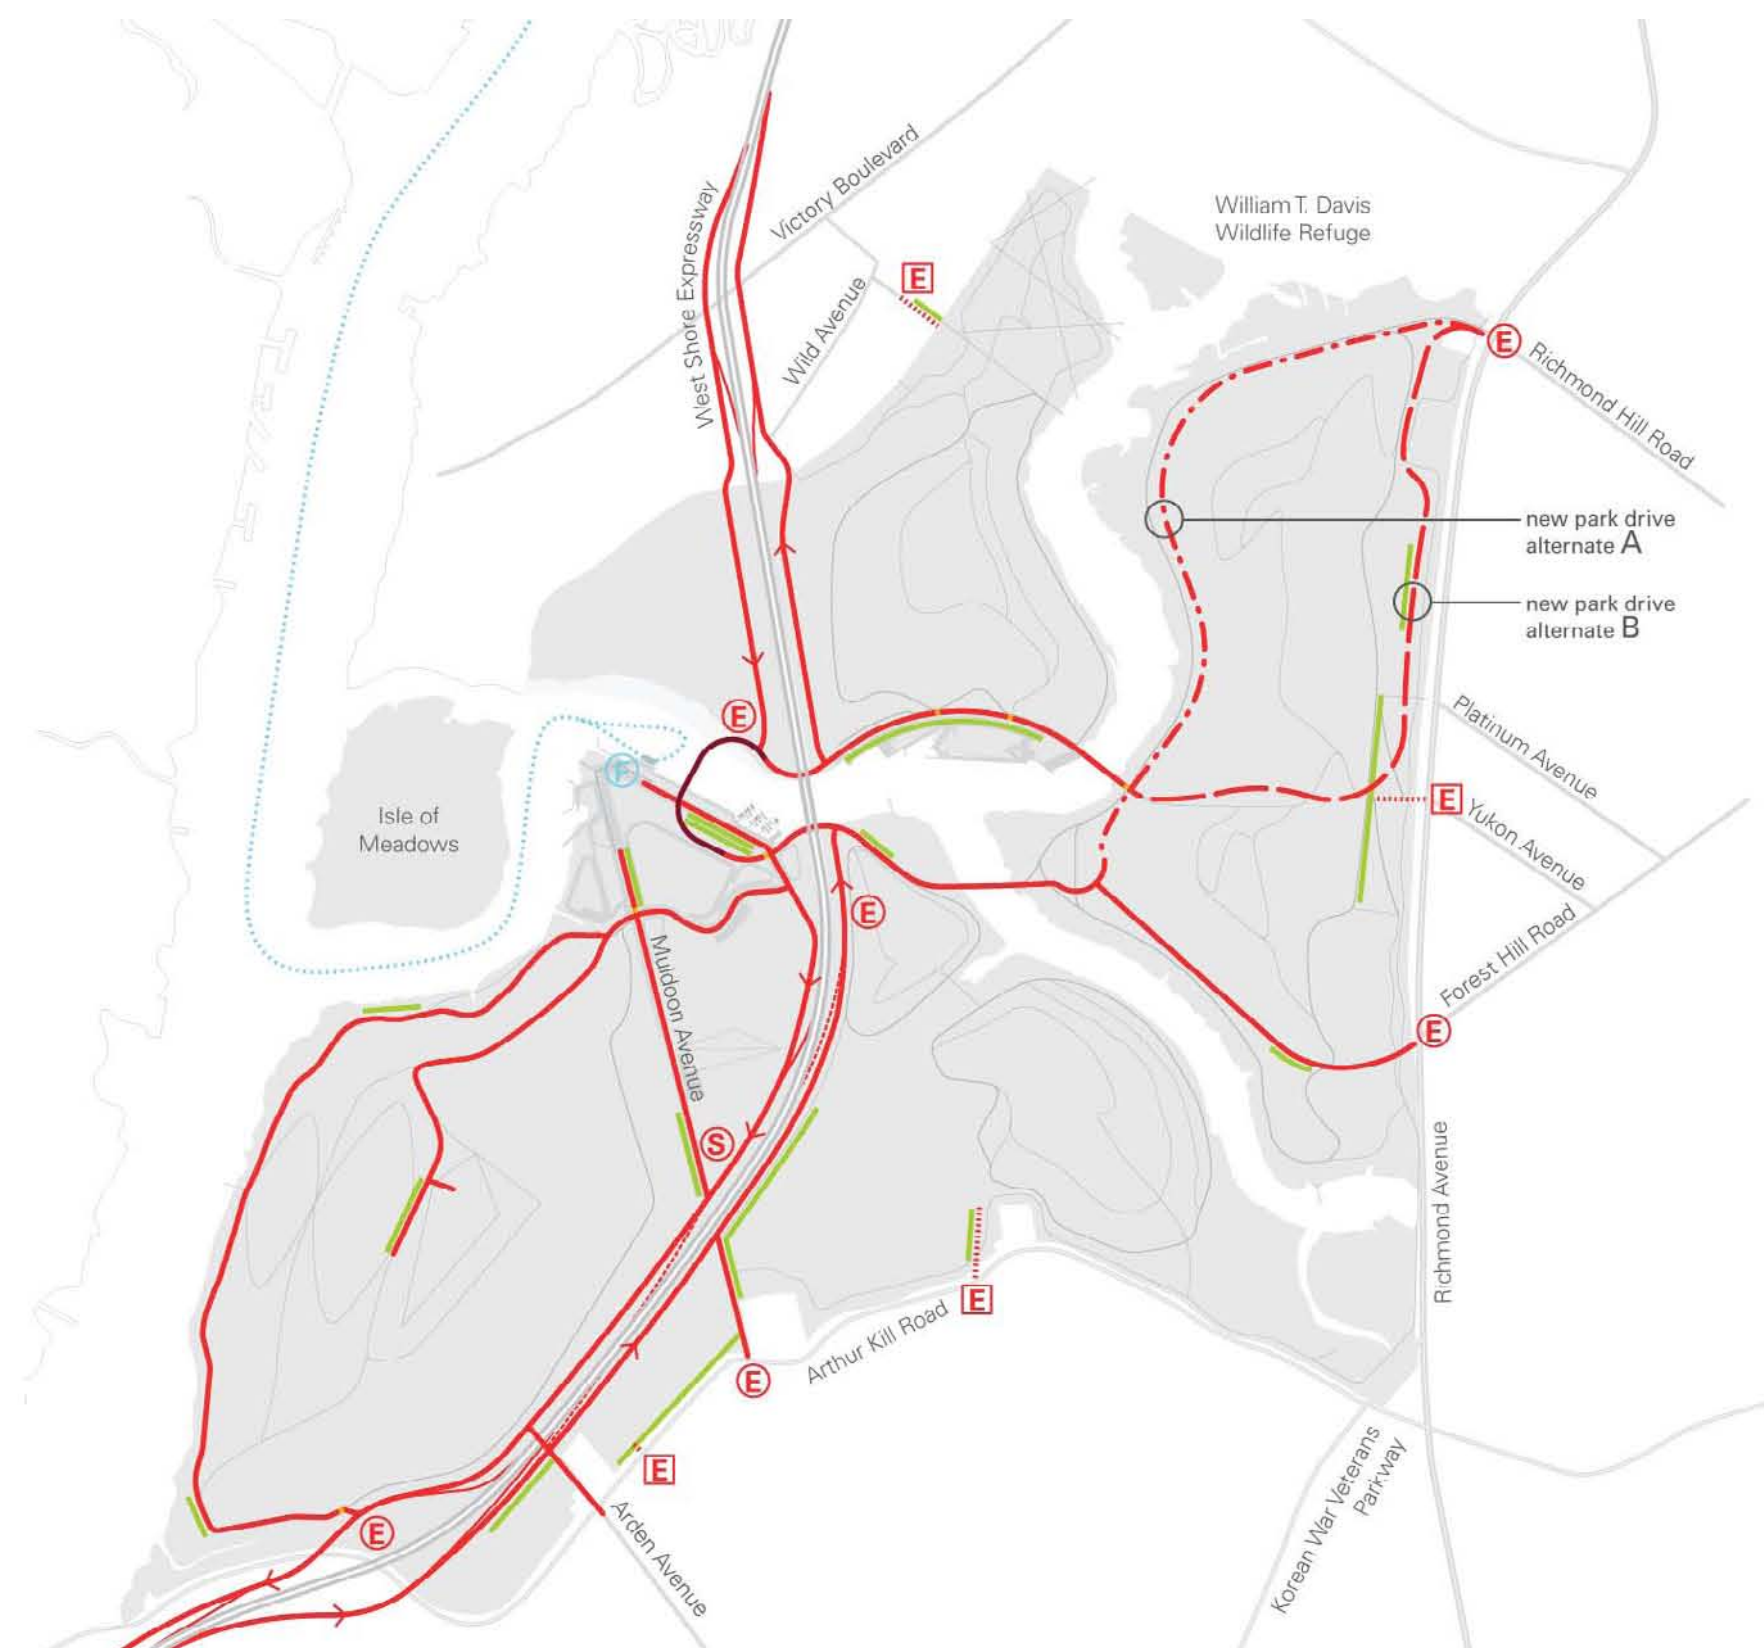 William T. Davis
Wildlife Refuge
Victory Boulevard
West Shore Expressway
E
Wild Avenue
E
Richmond Hill Road
new park drive
alternate A
new park drive
alternate B
E
Platinum Avenue
F
E
Yukon Avenue
Isle of
Meadows
E
Forest Hill Road
Muidoon Avenue
E
S
Richmond Avenue
E
Arthur Kill Road
E
E
E
Arden Avenue
Korean War Veterans
Parkway